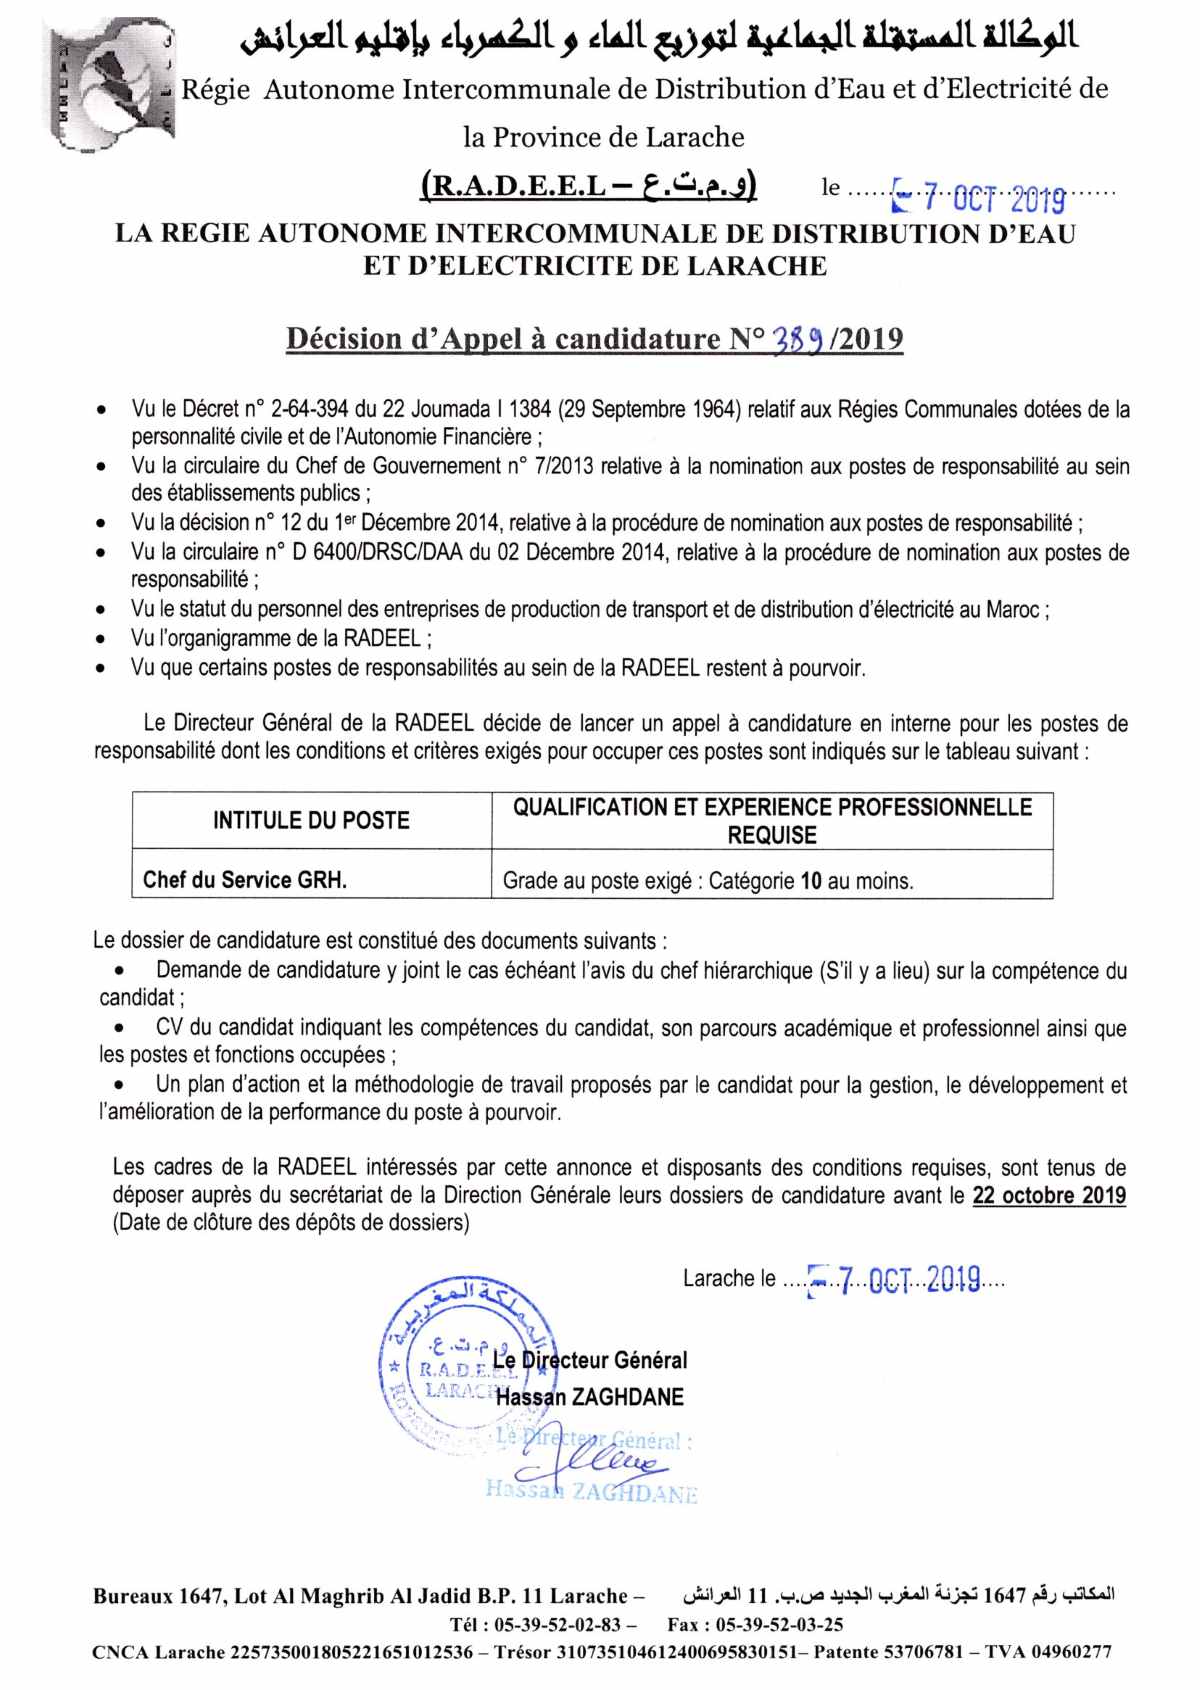 الوكالة المستقلة الجماعية لتوزيع الماء و الكهرباء بإقليم العرائش
Régie Autonome Intercommunale de Distribution d'Eau et d'Electricité de
la Province de Larache
(R.A.D.E.E.L – و.م.ت.ع) le ....- 7 OCT 2019......
LA REGIE AUTONOME INTERCOMMUNALE DE DISTRIBUTION D'EAU
ET D'ELECTRICITE DE LARACHE
Décision d'Appel à candidature N° 389/2019
• Vu le Décret n° 2-64-394 du 22 Joumada I 1384 (29 Septembre 1964) relatif aux Régies Communales dotées de la
personnalité civile et de l'Autonomie Financière ;
• Vu la circulaire du Chef de Gouvernement n° 7/2013 relative à la nomination aux postes de responsabilité au sein
des établissements publics ;
• Vu la décision n° 12 du 1er Décembre 2014, relative à la procédure de nomination aux postes de responsabilité ;
• Vu la circulaire n° D 6400/DRSC/DAA du 02 Décembre 2014, relative à la procédure de nomination aux postes de
responsabilité ;
• Vu le statut du personnel des entreprises de production de transport et de distribution d'électricité au Maroc ;
• Vu l'organigramme de la RADEEL ;
• Vu que certains postes de responsabilités au sein de la RADEEL restent à pourvoir.
Le Directeur Général de la RADEEL décide de lancer un appel à candidature en interne pour les postes de
responsabilité dont les conditions et critères exigés pour occuper ces postes sont indiqués sur le tableau suivant :
INTITULE DU POSTE
QUALIFICATION ET EXPERIENCE PROFESSIONNELLE
REQUISE
Chef du Service GRH.
Grade au poste exigé : Catégorie 10 au moins.
Le dossier de candidature est constitué des documents suivants :
• Demande de candidature y joint le cas échéant l'avis du chef hiérarchique (S'il y a lieu) sur la compétence du
candidat ;
• CV du candidat indiquant les compétences du candidat, son parcours académique et professionnel ainsi que
les postes et fonctions occupées ;
• Un plan d'action et la méthodologie de travail proposés par le candidat pour la gestion, le développement et
l'amélioration de la performance du poste à pourvoir.
Les cadres de la RADEEL intéressés par cette annonce et disposants des conditions requises, sont tenus de
déposer auprès du secrétariat de la Direction Générale leurs dossiers de candidature avant le 22 octobre 2019
(Date de clôture des dépôts de dossiers)
Larache le ....- 7 OCT 2019....
المملكة المغربية
و.م.ت.ع.
R.A.D.E.E.L
LARACHE
Le Directeur Général
Hassan ZAGHDANE
Le Directeur Général :
Hassan ZAGHDANE
Bureaux 1647, Lot Al Maghrib Al Jadid B.P. 11 Larache – المكاتب رقم 1647 تجزئة المغرب الجديد ص.ب. 11 العرائش
Tél : 05-39-52-02-83 – Fax : 05-39-52-03-25
CNCA Larache 225735001805221651012536 – Trésor 310735104612400695830151– Patente 53706781 – TVA 04960277